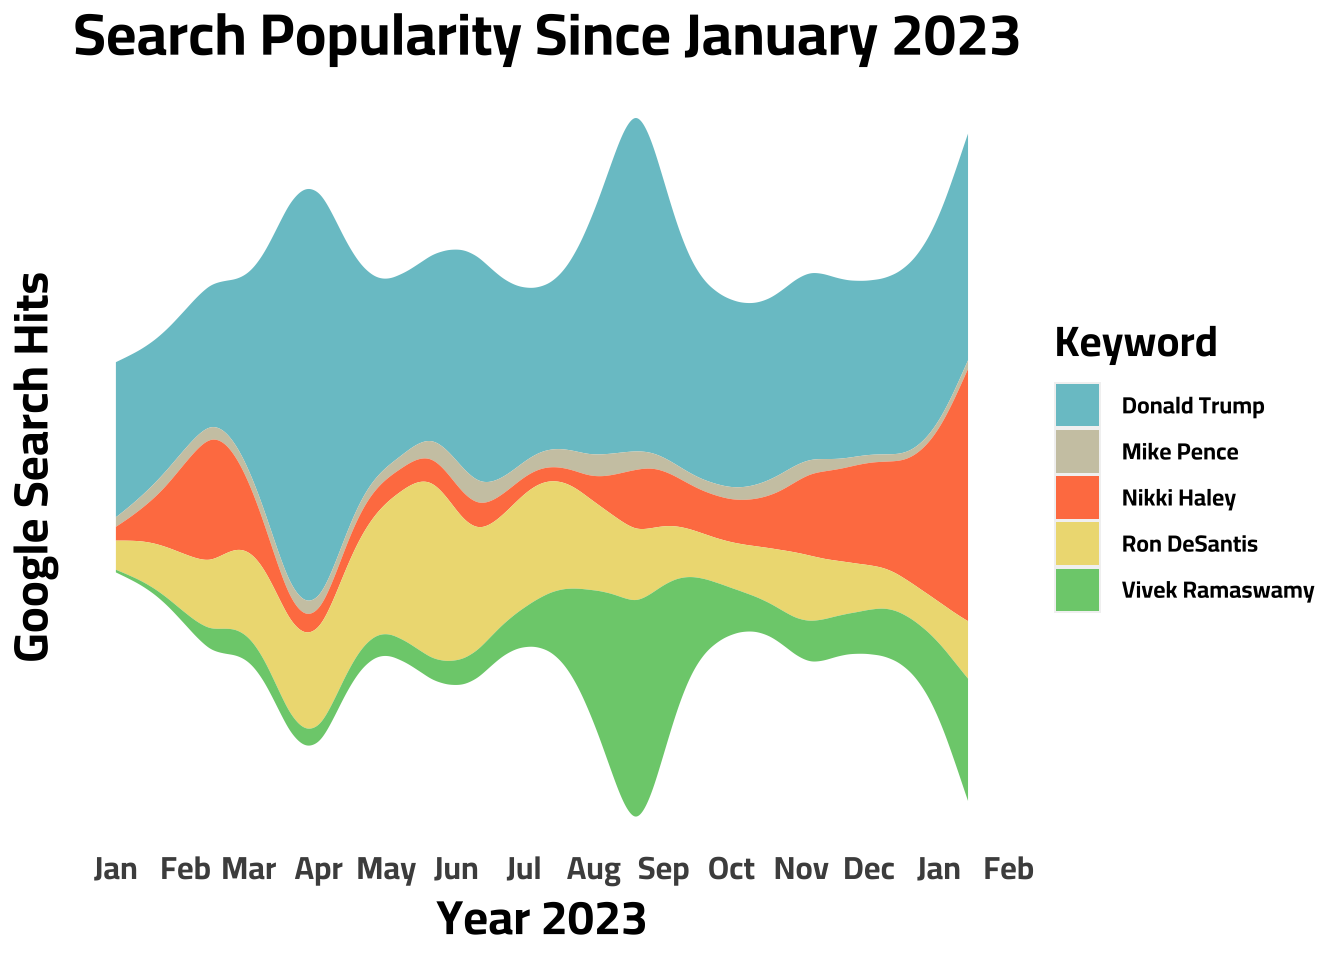 Search Popularity Since January 2023
Google Search Hits
Keyword
Donald Trump
Mike Pence
Nikki Haley
Ron DeSantis
Vivek Ramaswamy
Jan Feb Mar Apr May Jun Jul Aug Sep Oct Nov Dec Jan Feb
Year 2023